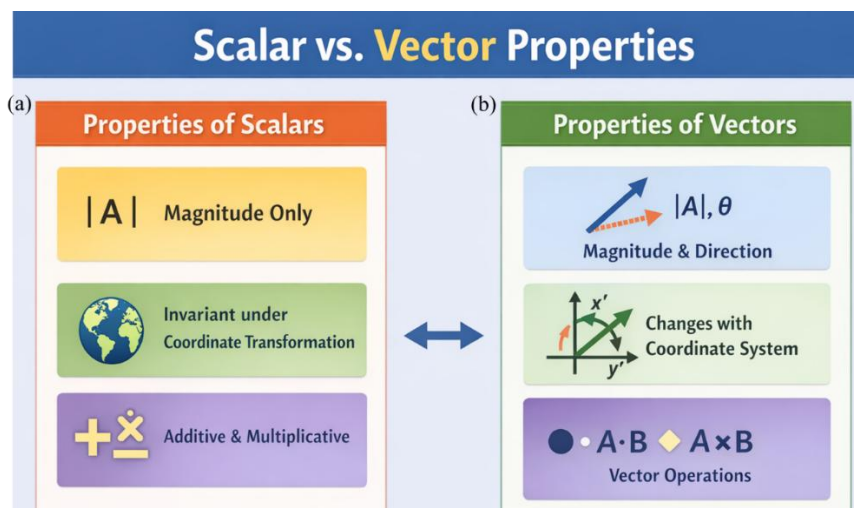 Scalar vs. Vector Properties
(a)
Properties of Scalars
|A| Magnitude Only
Invariant under
Coordinate Transformation
Additive & Multiplicative
(b)
Properties of Vectors
|A|, θ
Magnitude & Direction
x′
y′
Changes with
Coordinate System
A·B A×B
Vector Operations